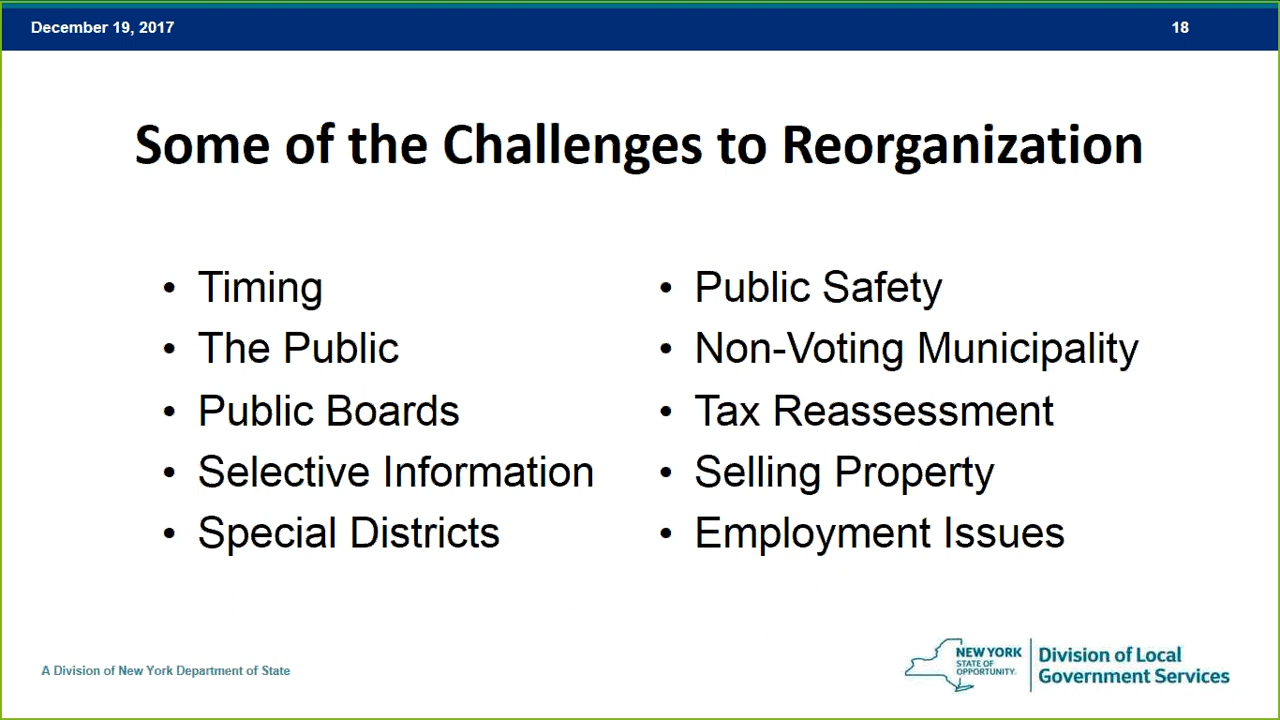 December 19, 2017
18
Some of the Challenges to Reorganization
• Timing
• The Public
• Public Boards
• Selective Information
• Special Districts
• Public Safety
• Non-Voting Municipality
• Tax Reassessment
• Selling Property
• Employment Issues
A Division of New York Department of State
NEW YORK
STATE OF
OPPORTUNITY.
Division of Local
Government Services